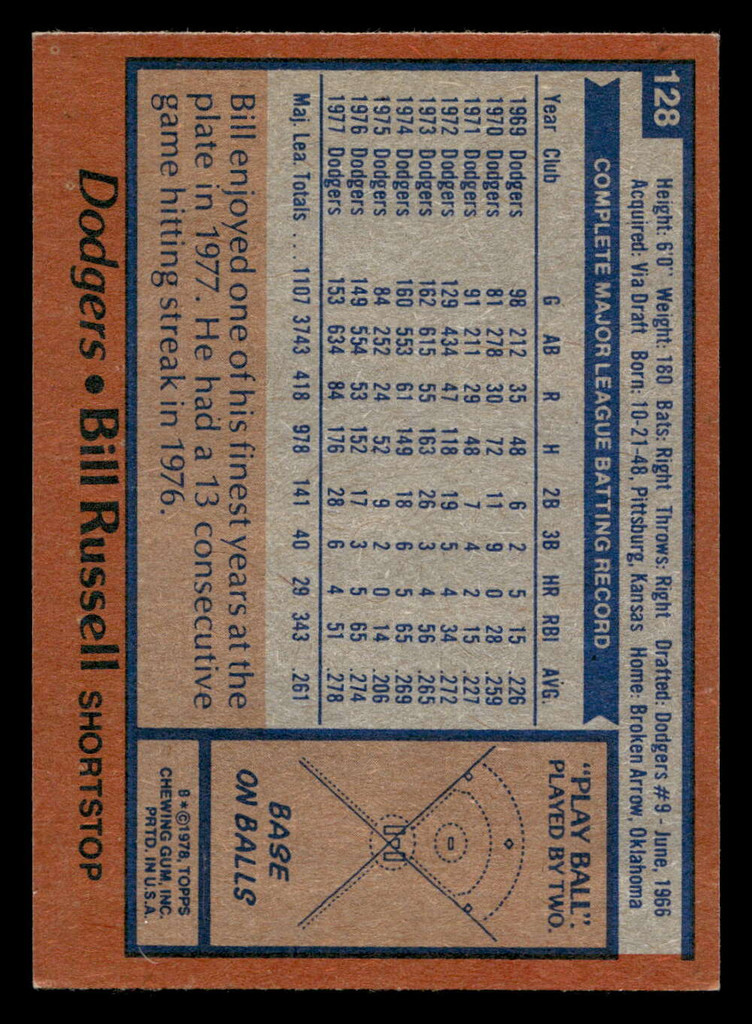 128
Height: 6'0" Weight: 180 Bats: Right Throws: Right Drafted: Dodgers #9 - June, 1966
Acquired: Via Draft Born: 10-21-48, Pittsburg, Kansas Home: Broken Arrow, Oklahoma
COMPLETE MAJOR LEAGUE BATTING RECORD
Year Club G AB R H 2B 3B HR RBI AVG.
1969 Dodgers 98 212 35 48 6 2 5 15 .226
1970 Dodgers 81 278 30 72 11 9 0 28 .259
1971 Dodgers 91 211 29 48 7 4 2 15 .227
1972 Dodgers 129 434 47 118 19 5 4 34 .272
1973 Dodgers 162 615 55 163 26 3 4 56 .265
1974 Dodgers 160 553 61 149 18 6 5 65 .269
1975 Dodgers 84 252 24 52 9 2 0 14 .206
1976 Dodgers 149 554 53 152 17 3 5 65 .274
1977 Dodgers 153 634 84 176 28 6 4 51 .278
Maj. Lea. Totals . . . 1107 3743 418 978 141 40 29 343 .261
Bill enjoyed one of his finest years at the
plate in 1977. He had a 13 consecutive
game hitting streak in 1976.
"PLAY BALL".
PLAYED BY TWO.
BASE
ON BALLS
8*©1978, TOPPS
CHEWING GUM, INC.
PRTD. IN U.S.A.
Dodgers • Bill Russell SHORTSTOP